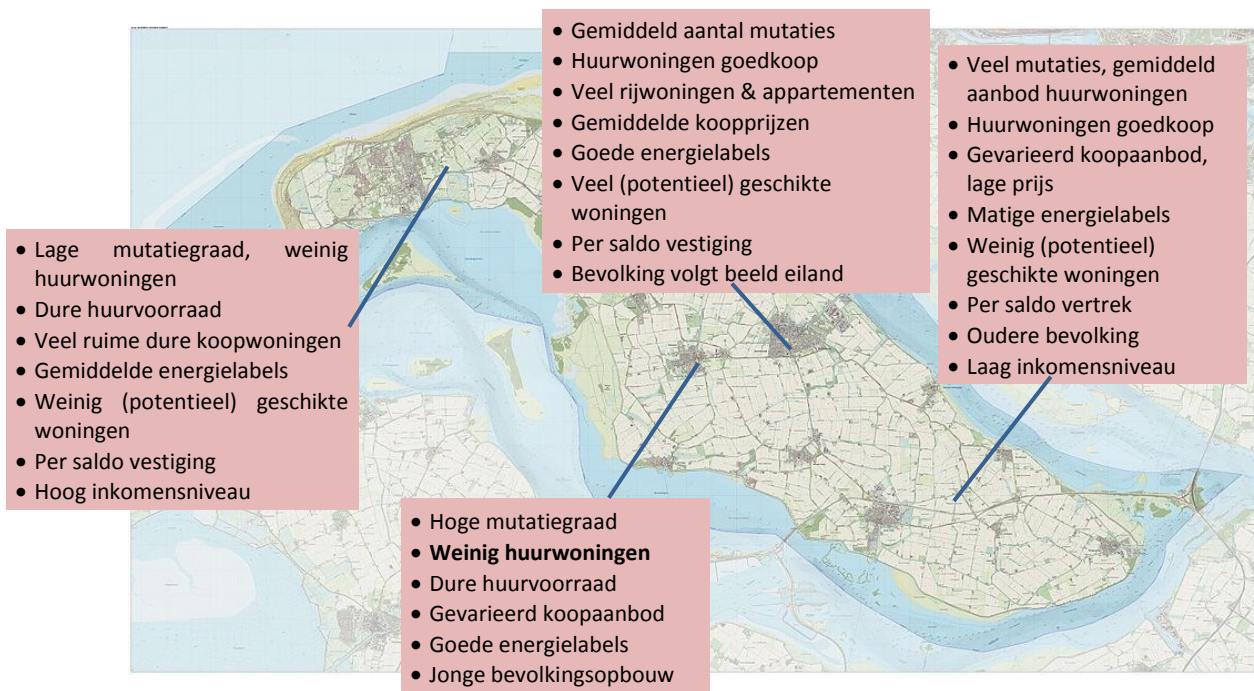 • Lage mutatiegraad, weinig
huurwoningen
• Dure huurvoorraad
• Veel ruime dure koopwoningen
• Gemiddelde energielabels
• Weinig (potentieel) geschikte
woningen
• Per saldo vestiging
• Hoog inkomensniveau
• Gemiddeld aantal mutaties
• Huurwoningen goedkoop
• Veel rijwoningen & appartementen
• Gemiddelde koopprijzen
• Goede energielabels
• Veel (potentieel) geschikte
woningen
• Per saldo vestiging
• Bevolking volgt beeld eiland
• Veel mutaties, gemiddeld
aanbod huurwoningen
• Huurwoningen goedkoop
• Gevarieerd koopaanbod,
lage prijs
• Matige energielabels
• Weinig (potentieel)
geschikte woningen
• Per saldo vertrek
• Oudere bevolking
• Laag inkomensniveau
• Hoge mutatiegraad
• Weinig huurwoningen
• Dure huurvoorraad
• Gevarieerd koopaanbod
• Goede energielabels
• Jonge bevolkingsopbouw